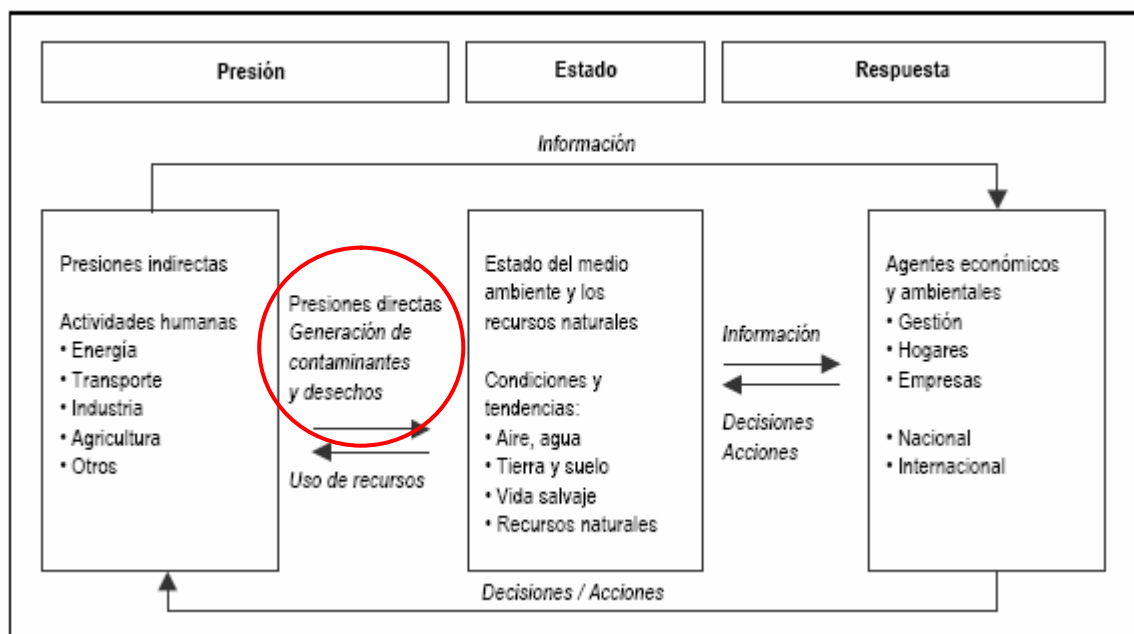 Presión
Estado
Respuesta
Información
Presiones indirectas
Actividades humanas
• Energía
• Transporte
• Industria
• Agricultura
• Otros
Presiones directas
Generación de
contaminantes
y desechos
Uso de recursos
Estado del medio
ambiente y los
recursos naturales
Condiciones y
tendencias:
• Aire, agua
• Tierra y suelo
• Vida salvaje
• Recursos naturales
Información
Decisiones
Acciones
Agentes económicos
y ambientales
• Gestión
• Hogares
• Empresas
• Nacional
• Internacional
Decisiones / Acciones